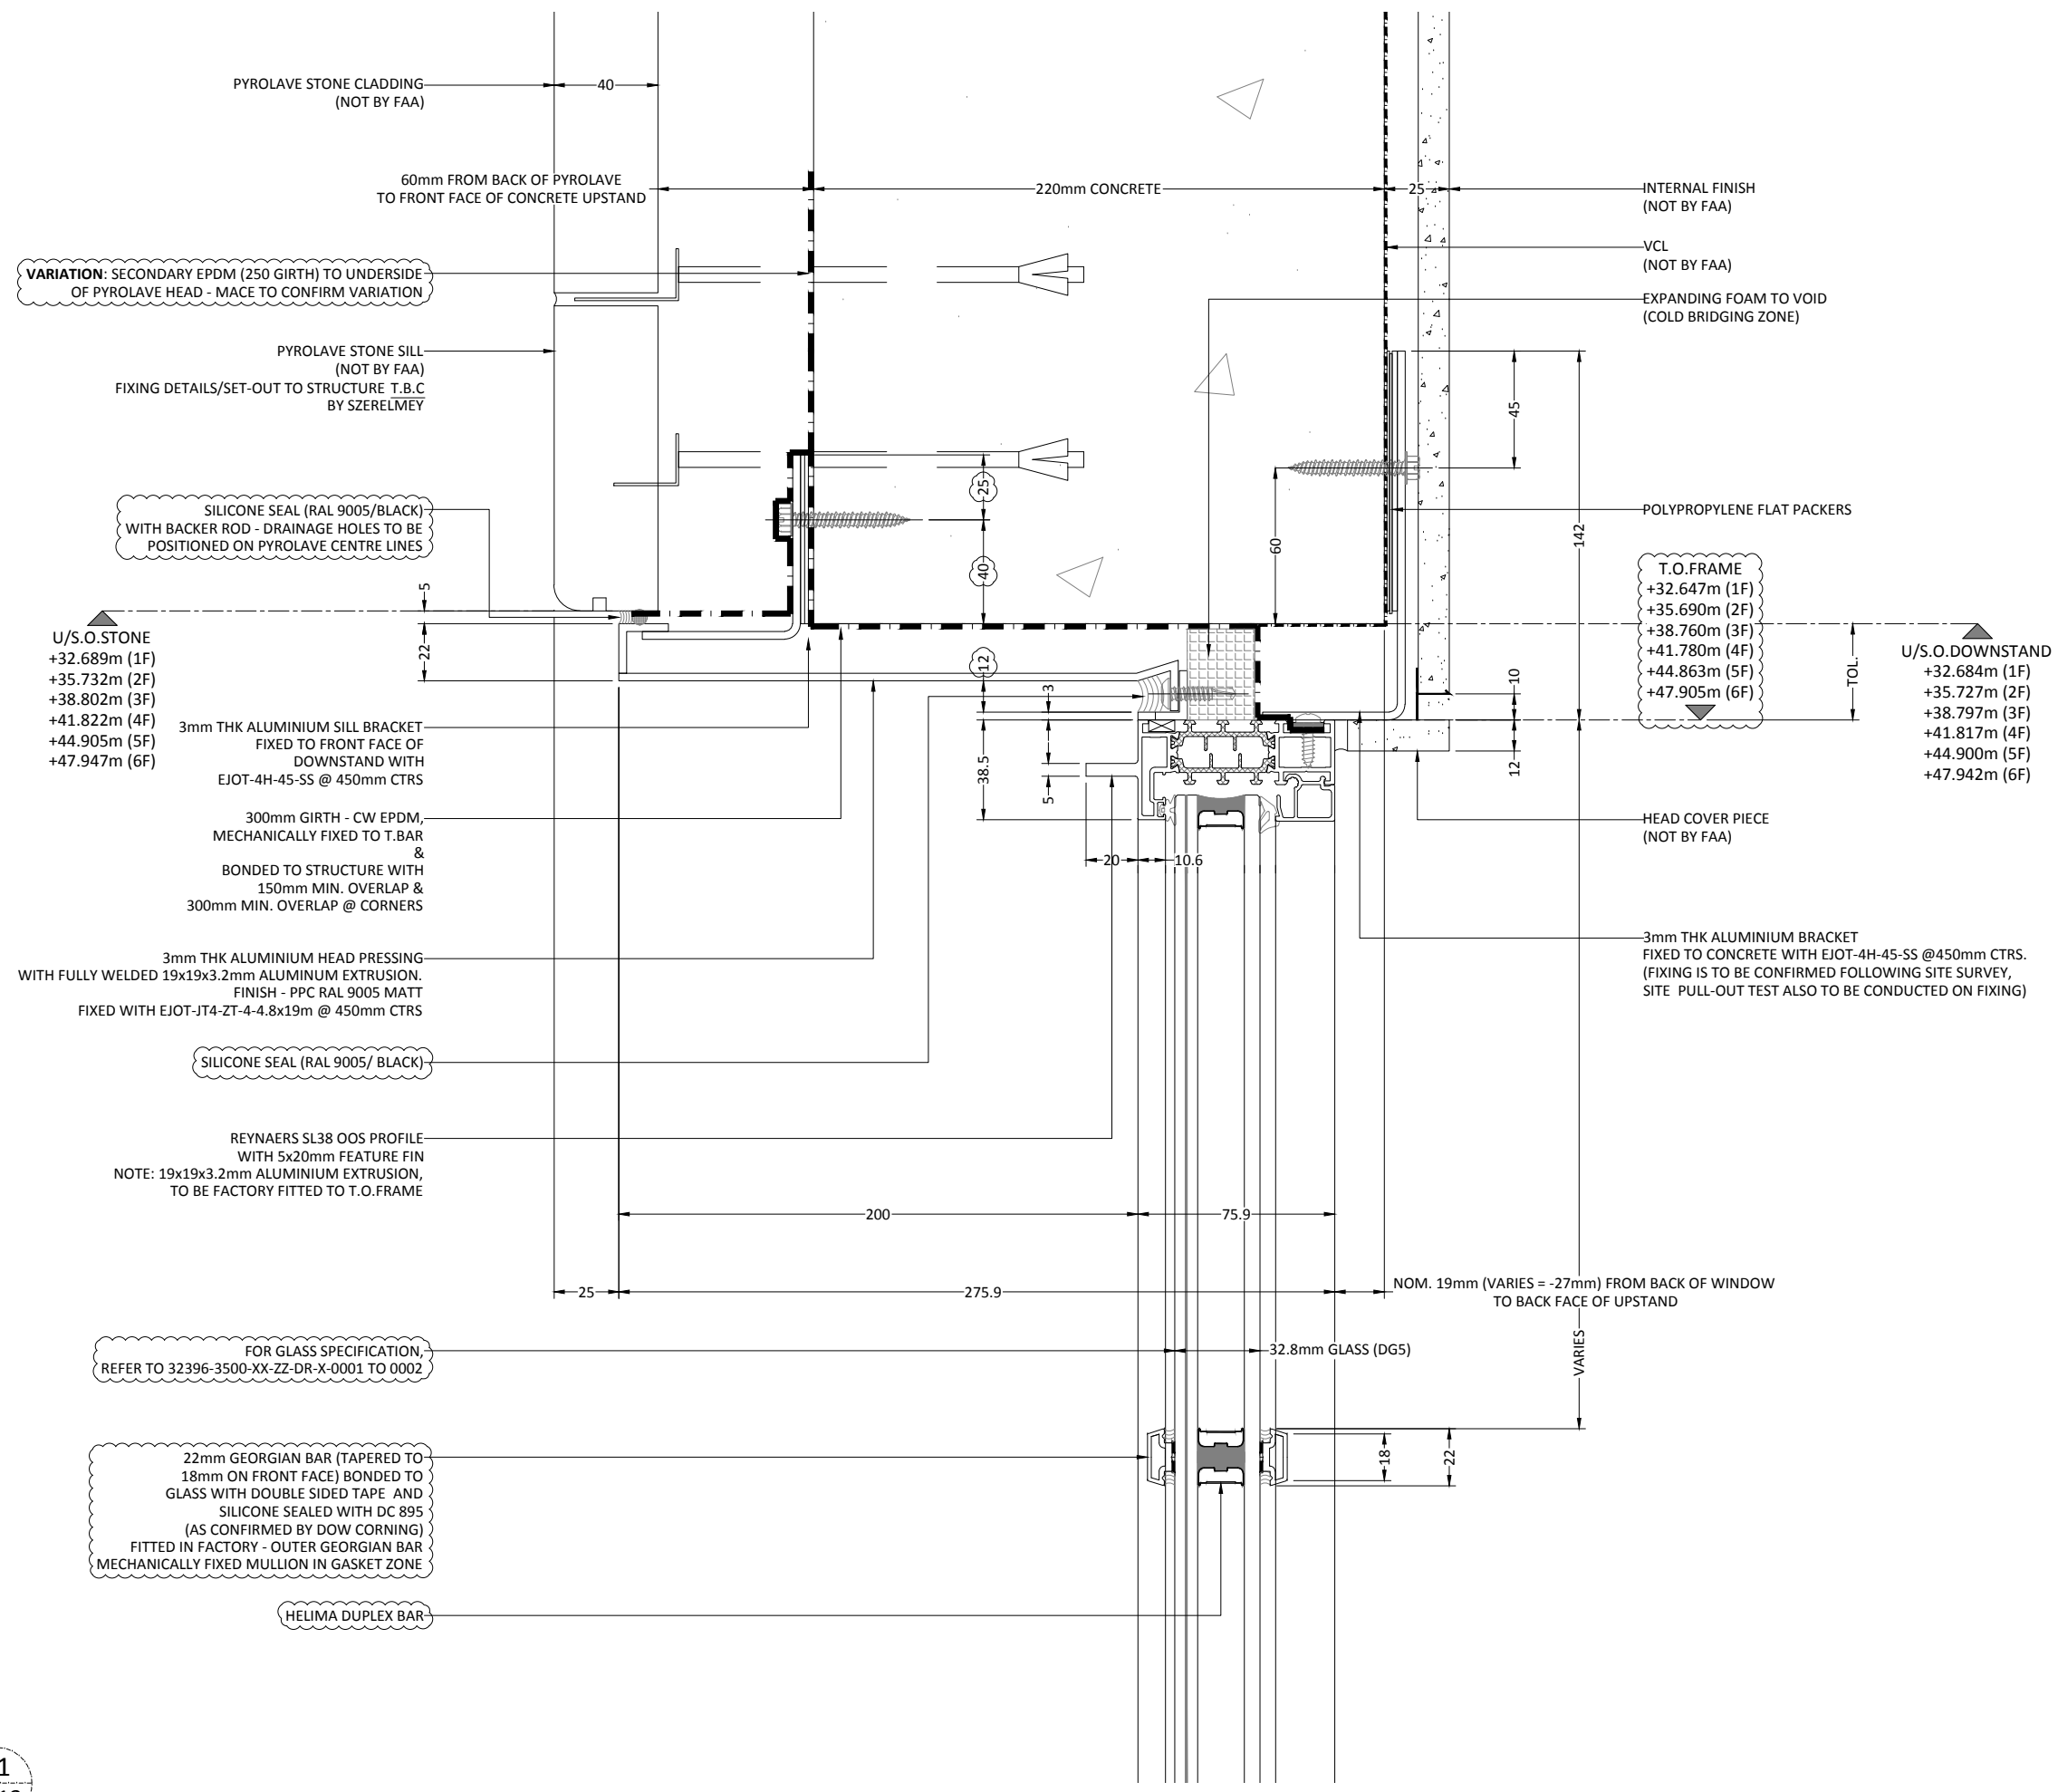 PYROLAVE STONE CLADDING
(NOT BY FAA)
40
60mm FROM BACK OF PYROLAVE
TO FRONT FACE OF CONCRETE UPSTAND
220mm CONCRETE
25
INTERNAL FINISH
(NOT BY FAA)
VCL
(NOT BY FAA)
VARIATION: SECONDARY EPDM (250 GIRTH) TO UNDERSIDE
OF PYROLAVE HEAD - MACE TO CONFIRM VARIATION
EXPANDING FOAM TO VOID
(COLD BRIDGING ZONE)
PYROLAVE STONE SILL
(NOT BY FAA)
FIXING DETAILS/SET-OUT TO STRUCTURE T.B.C
BY SZERELMEY
45
142
25
40
60
SILICONE SEAL (RAL 9005/BLACK)
WITH BACKER ROD - DRAINAGE HOLES TO BE
POSITIONED ON PYROLAVE CENTRE LINES
POLYPROPYLENE FLAT PACKERS
5
22
U/S.O.STONE
+32.689m (1F)
+35.732m (2F)
+38.802m (3F)
+41.822m (4F)
+44.905m (5F)
+47.947m (6F)
T.O.FRAME
+32.647m (1F)
+35.690m (2F)
+38.760m (3F)
+41.780m (4F)
+44.863m (5F)
+47.905m (6F)
TOL.
U/S.O.DOWNSTAND
+32.684m (1F)
+35.727m (2F)
+38.797m (3F)
+41.817m (4F)
+44.900m (5F)
+47.942m (6F)
12
3
38.5
5
10
12
3mm THK ALUMINIUM SILL BRACKET
FIXED TO FRONT FACE OF
DOWNSTAND WITH
EJOT-4H-45-SS @ 450mm CTRS
300mm GIRTH - CW EPDM,
MECHANICALLY FIXED TO T.BAR
&
BONDED TO STRUCTURE WITH
150mm MIN. OVERLAP &
300mm MIN. OVERLAP @ CORNERS
HEAD COVER PIECE
(NOT BY FAA)
20
10.6
3mm THK ALUMINIUM BRACKET
FIXED TO CONCRETE WITH EJOT-4H-45-SS @450mm CTRS.
(FIXING IS TO BE CONFIRMED FOLLOWING SITE SURVEY,
SITE PULL-OUT TEST ALSO TO BE CONDUCTED ON FIXING)
3mm THK ALUMINIUM HEAD PRESSING
WITH FULLY WELDED 19x19x3.2mm ALUMINUM EXTRUSION.
FINISH - PPC RAL 9005 MATT
FIXED WITH EJOT-JT4-ZT-4-4.8x19m @ 450mm CTRS
SILICONE SEAL (RAL 9005/ BLACK)
REYNAERS SL38 OOS PROFILE
WITH 5x20mm FEATURE FIN
NOTE: 19x19x3.2mm ALUMINIUM EXTRUSION,
TO BE FACTORY FITTED TO T.O.FRAME
200
75.9
25
275.9
NOM. 19mm (VARIES = -27mm) FROM BACK OF WINDOW
TO BACK FACE OF UPSTAND
VARIES
FOR GLASS SPECIFICATION,
REFER TO 32396-3500-XX-ZZ-DR-X-0001 TO 0002
32.8mm GLASS (DG5)
22mm GEORGIAN BAR (TAPERED TO
18mm ON FRONT FACE) BONDED TO
GLASS WITH DOUBLE SIDED TAPE AND
SILICONE SEALED WITH DC 895
(AS CONFIRMED BY DOW CORNING)
FITTED IN FACTORY - OUTER GEORGIAN BAR
MECHANICALLY FIXED MULLION IN GASKET ZONE
18
22
HELIMA DUPLEX BAR
1